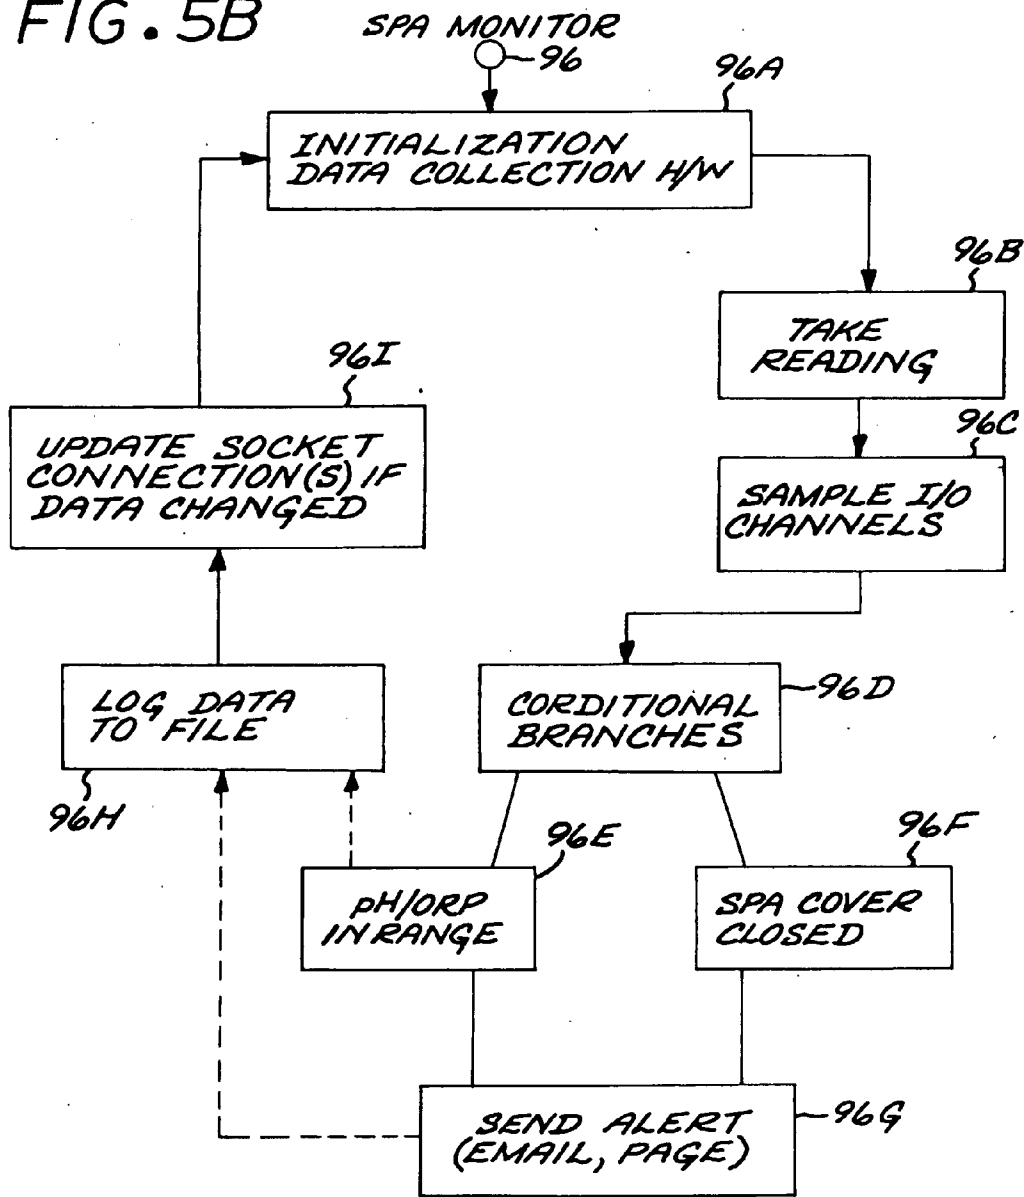 FIG. 5B
SPA MONITOR
96
96A
INITIALIZATION
DATA COLLECTION H/W
96B
TAKE
READING
96C
SAMPLE I/O
CHANNELS
96I
UPDATE SOCKET
CONNECTION(S) IF
DATA CHANGED
LOG DATA
TO FILE
96H
CORDITIONAL
BRANCHES
96D
96E
pH/ORP
IN RANGE
96F
SPA COVER
CLOSED
SEND ALERT
(EMAIL, PAGE)
96G